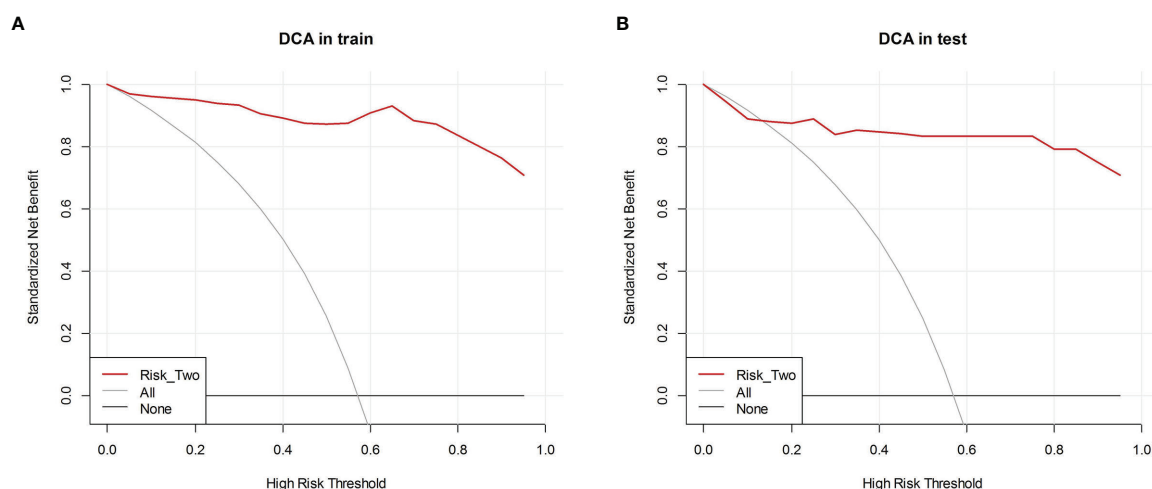 A
DCA in train
Standardized Net Benefit
1.0
0.8
0.6
0.4
0.2
0.0
Risk_Two
All
None
0.0 0.2 0.4 0.6 0.8 1.0
High Risk Threshold
B
DCA in test
Standardized Net Benefit
1.0
0.8
0.6
0.4
0.2
0.0
Risk_Two
All
None
0.0 0.2 0.4 0.6 0.8 1.0
High Risk Threshold